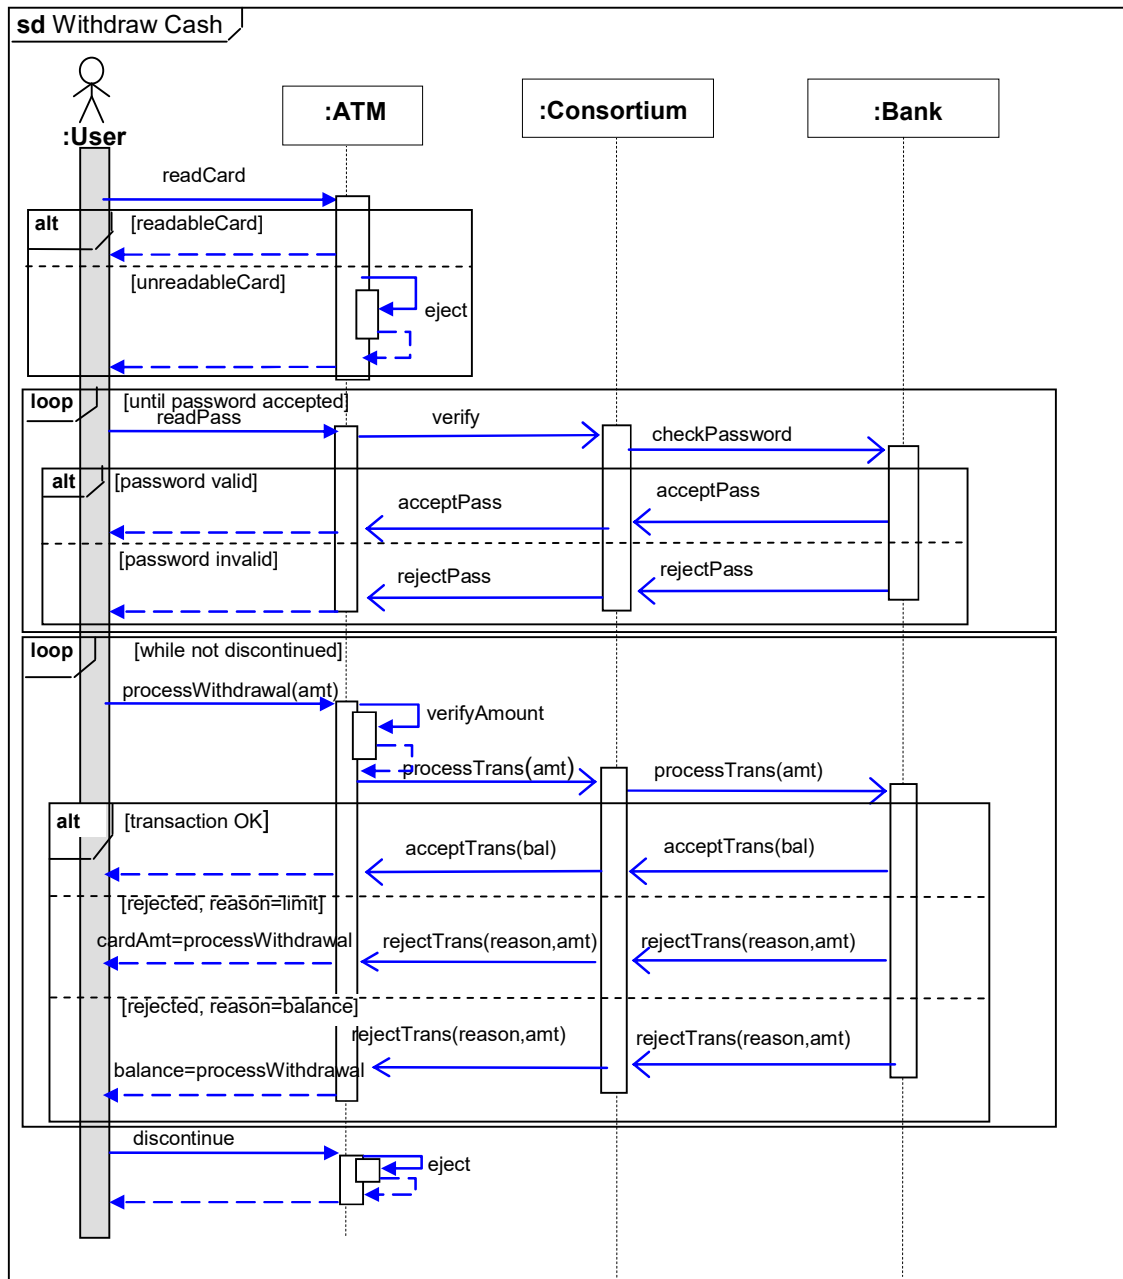 sd Withdraw Cash
:User
:ATM
:Consortium
:Bank
readCard
alt [readableCard]
[unreadableCard]
eject
loop [until password accepted]
readPass
verify
checkPassword
alt [password valid]
acceptPass
acceptPass
[password invalid]
rejectPass
rejectPass
loop [while not discontinued]
processWithdrawal(amt)
verifyAmount
processTrans(amt)
processTrans(amt)
alt [transaction OK]
acceptTrans(bal)
acceptTrans(bal)
[rejected, reason=limit]
cardAmt=processWithdrawal
rejectTrans(reason,amt)
rejectTrans(reason,amt)
[rejected, reason=balance]
rejectTrans(reason,amt)
rejectTrans(reason,amt)
balance=processWithdrawal
discontinue
eject